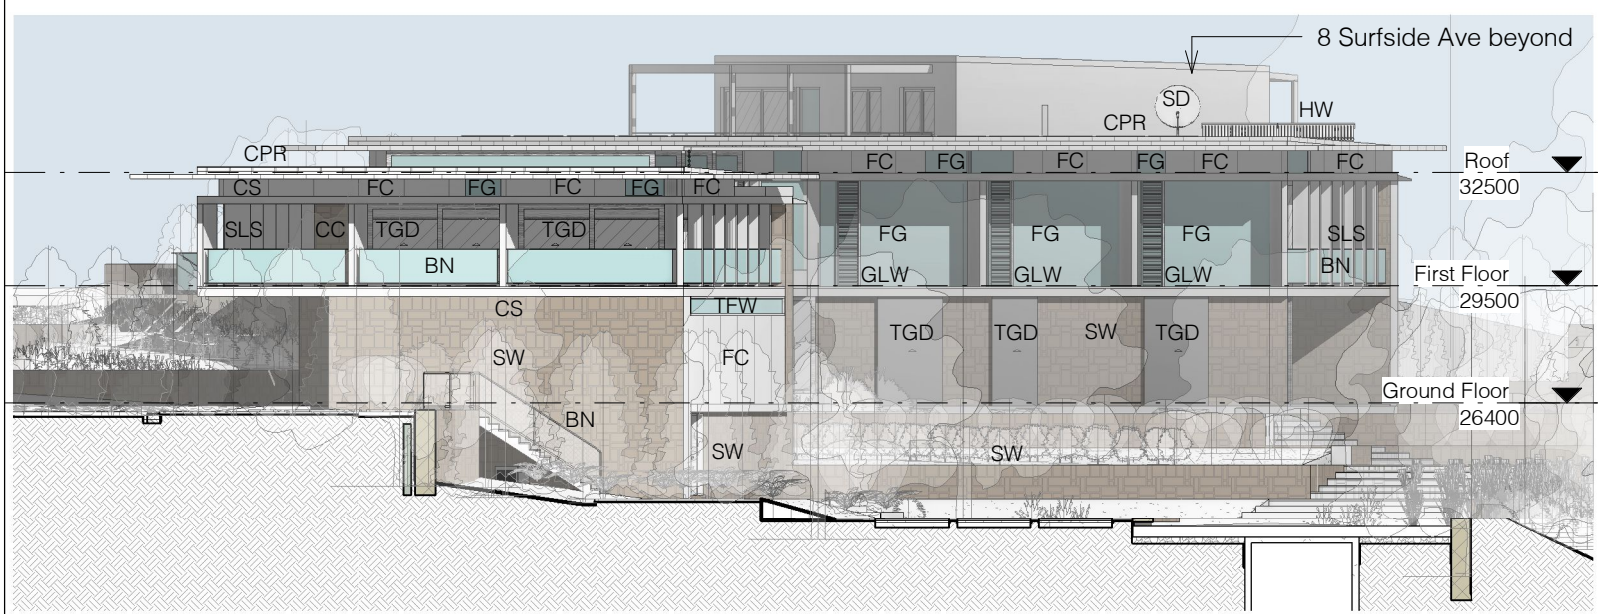 8 Surfside Ave beyond
SD
HW
CPR
CPR
FC
FG
FC
FG
FC
FC
Roof
32500
CS
FC
FG
FC
FG
FC
SLS
CC
TGD
TGD
FG
FG
FG
SLS
BN
GLW
GLW
GLW
BN
First Floor
29500
CS
TFW
TGD
TGD
SW
TGD
SW
FC
Ground Floor
26400
BN
SW
SW